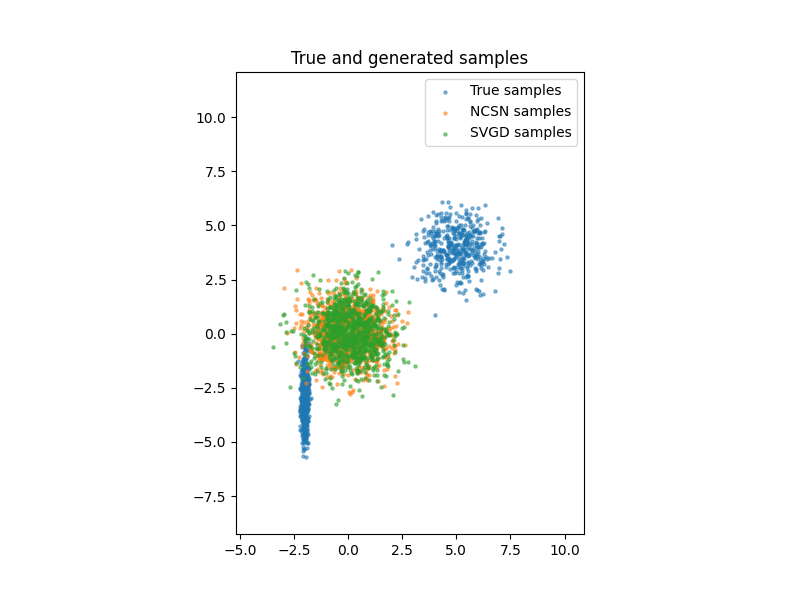 True and generated samples
True samples
NCSN samples
SVGD samples
10.0
7.5
5.0
2.5
0.0
−2.5
−5.0
−7.5
−5.0 −2.5 0.0 2.5 5.0 7.5 10.0